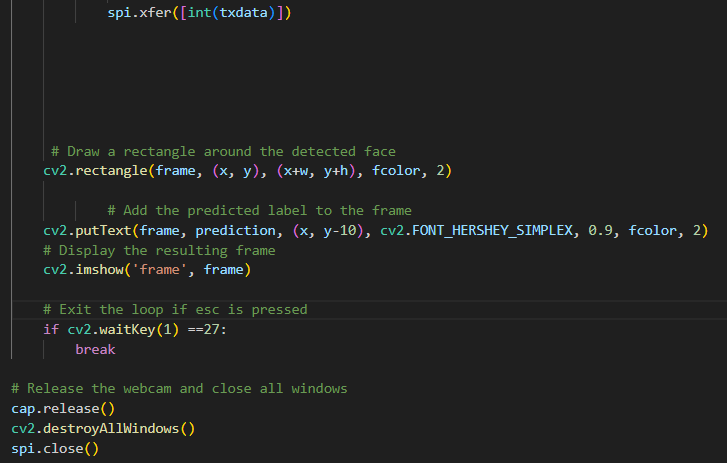 spi.xfer([int(txdata)])
# Draw a rectangle around the detected face
cv2.rectangle(frame, (x, y), (x+w, y+h), fcolor, 2)
# Add the predicted label to the frame
cv2.putText(frame, prediction, (x, y-10), cv2.FONT_HERSHEY_SIMPLEX, 0.9, fcolor, 2)
# Display the resulting frame
cv2.imshow('frame', frame)
# Exit the loop if esc is pressed
if cv2.waitKey(1) ==27:
break
# Release the webcam and close all windows
cap.release()
cv2.destroyAllWindows()
spi.close()